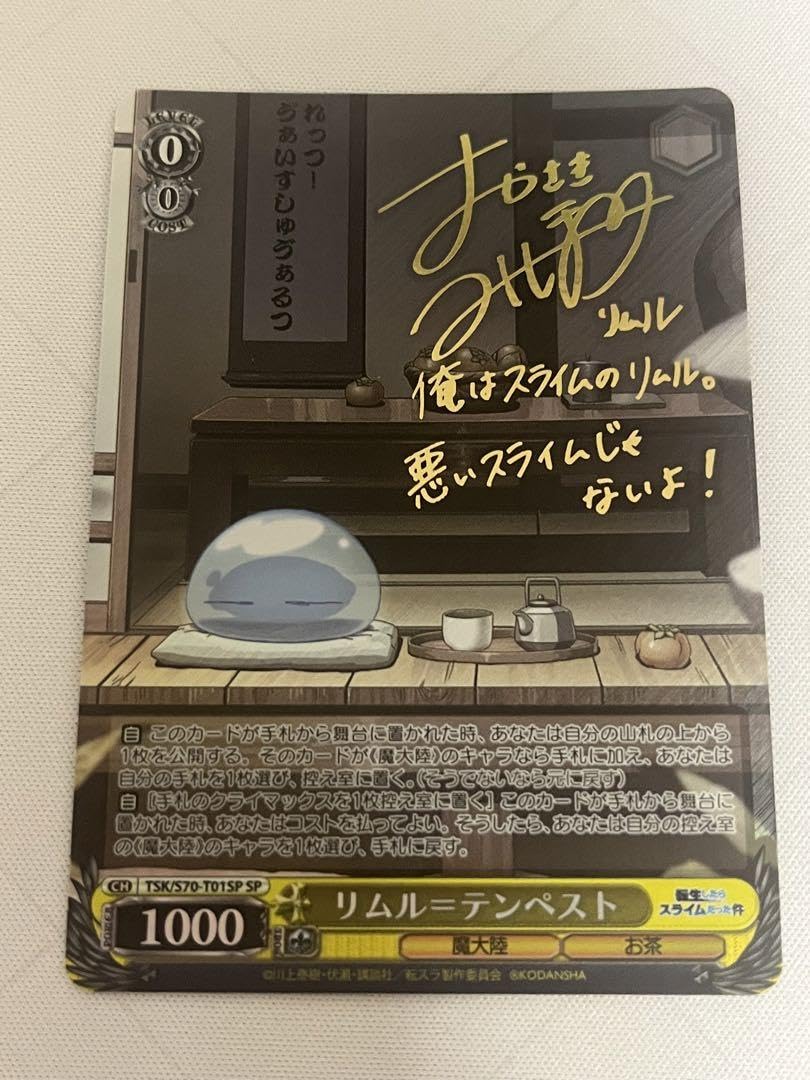 LEVEL
0
0
COST
れっつ!
ゔぁいすしゅゔぁるつ
リムル
俺はスライムのリムル。
悪いスライムじゃ
ないよ!
自 このカードが手札から舞台に置かれた時、あなたは自分の山札の上から
1枚を公開する。そのカードが《魔大陸》のキャラなら手札に加え、あなたは
自分の手札を1枚選び、控え室に置く。(そうでないなら元に戻す)
自 [手札のクライマックスを1枚控え室に置く] このカードが手札から舞台に
置かれた時、あなたはコストを払ってよい。そうしたら、あなたは自分の控え室
の《魔大陸》のキャラを1枚選び、手札に戻す。
CH TSK/S70-T01SP SP
POWER 1000
リムル=テンペスト
転生したら
スライムだった件
SOUL
魔大陸 お茶
©川上泰樹・伏瀬・講談社/転スラ製作委員会 ®KODANSHA